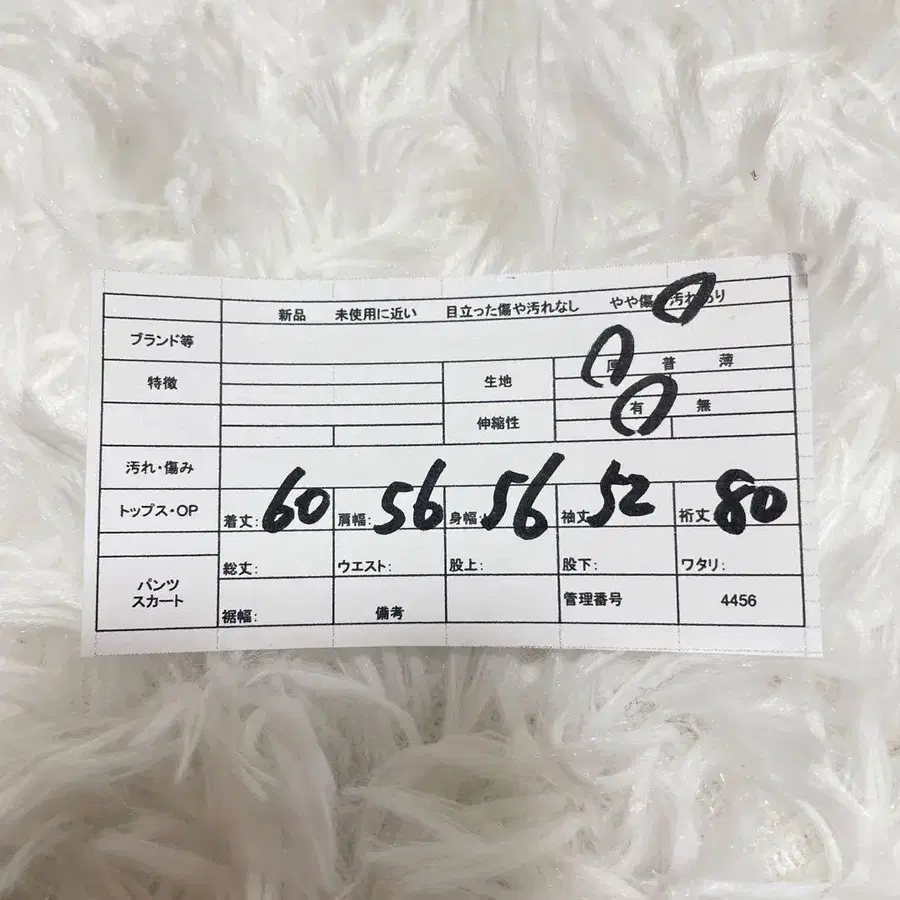 新品 未使用に近い 目立った傷や汚れなし やや傷や汚れあり
ブランド等
特徴 生地 厚 普 薄
伸縮性 有 無
汚れ・傷み
トップス・OP 着丈: 60 肩幅: 56 身幅: 56 袖丈 52 裄丈 80
総丈: ウエスト: 股上: 股下: ワタリ:
パンツ
スカート
裾幅: 備考 管理番号 4456